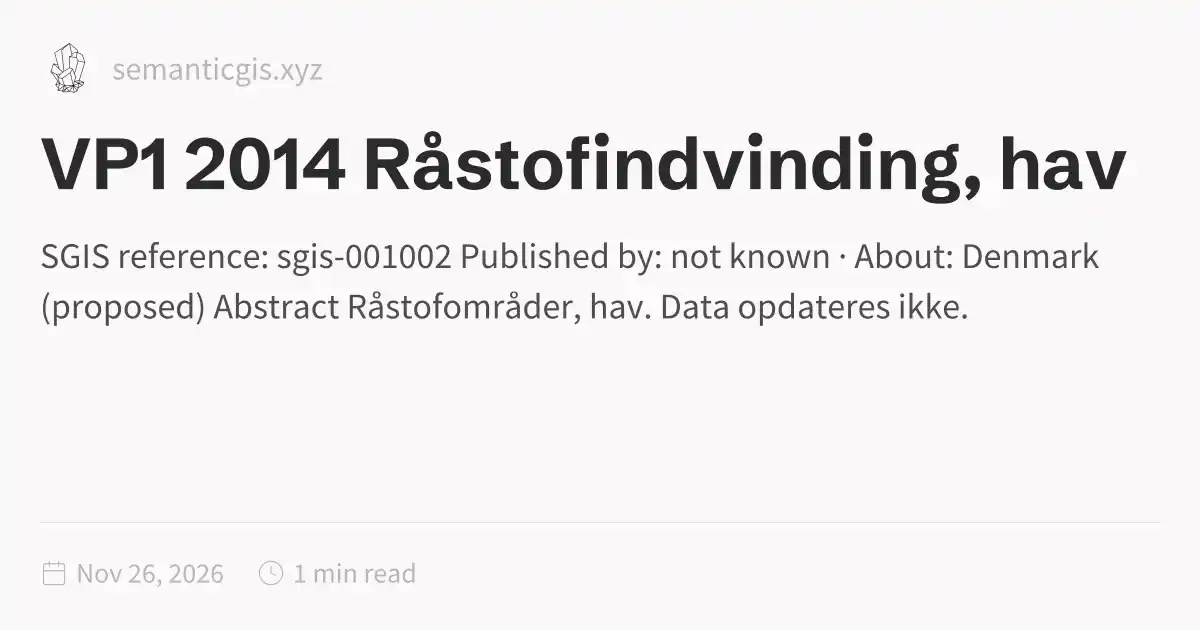 semanticgis.xyz
VP1 2014 Råstofindvinding, hav
SGIS reference: sgis-001002 Published by: not known · About: Denmark
(proposed) Abstract Råstofområder, hav. Data opdateres ikke.
Nov 26, 2026
1 min read